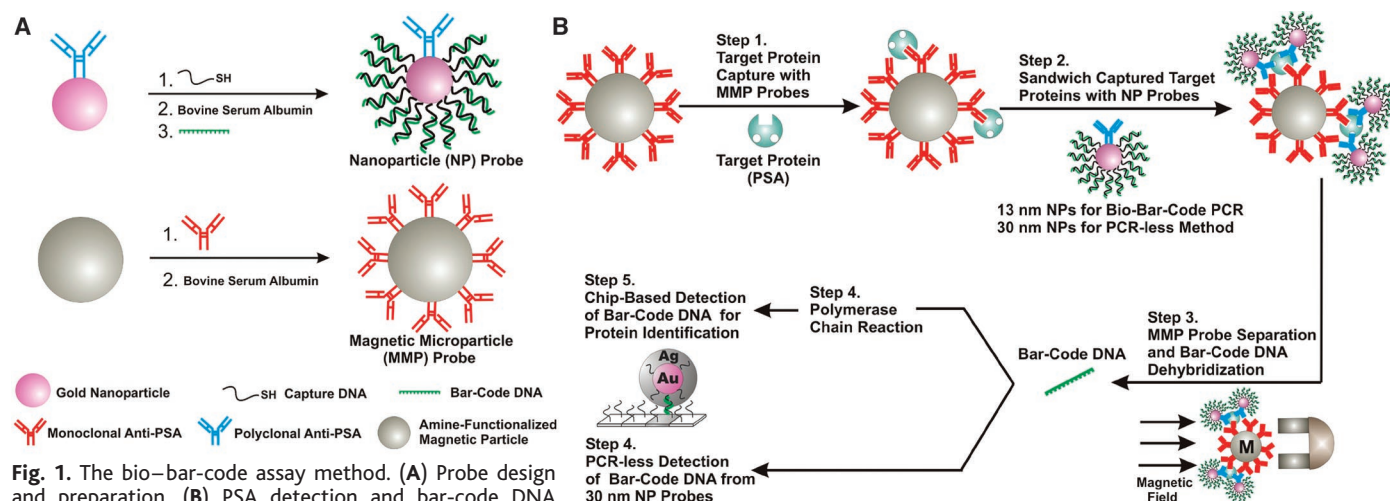 A
1. SH
2. Bovine Serum Albumin
3.
Nanoparticle (NP) Probe
1.
2. Bovine Serum Albumin
Magnetic Microparticle
(MMP) Probe
Gold Nanoparticle
SH Capture DNA
Bar-Code DNA
Monoclonal Anti-PSA
Polyclonal Anti-PSA
Amine-Functionalized
Magnetic Particle
Fig. 1. The bio–bar-code assay method. (A) Probe design
and preparation. (B) PSA detection and bar-code DNA
B
Step 1.
Target Protein
Capture with
MMP Probes
Target Protein
(PSA)
Step 2.
Sandwich Captured Target
Proteins with NP Probes
13 nm NPs for Bio-Bar-Code PCR
30 nm NPs for PCR-less Method
Step 3.
MMP Probe Separation
and Bar-Code DNA
Dehybridization
M
Magnetic
Field
Bar-Code DNA
Step 4.
Polymerase
Chain Reaction
Step 5.
Chip-Based Detection
of Bar-Code DNA for
Protein Identification
Ag
Au
Step 4.
PCR-less Detection
of Bar-Code DNA from
30 nm NP Probes